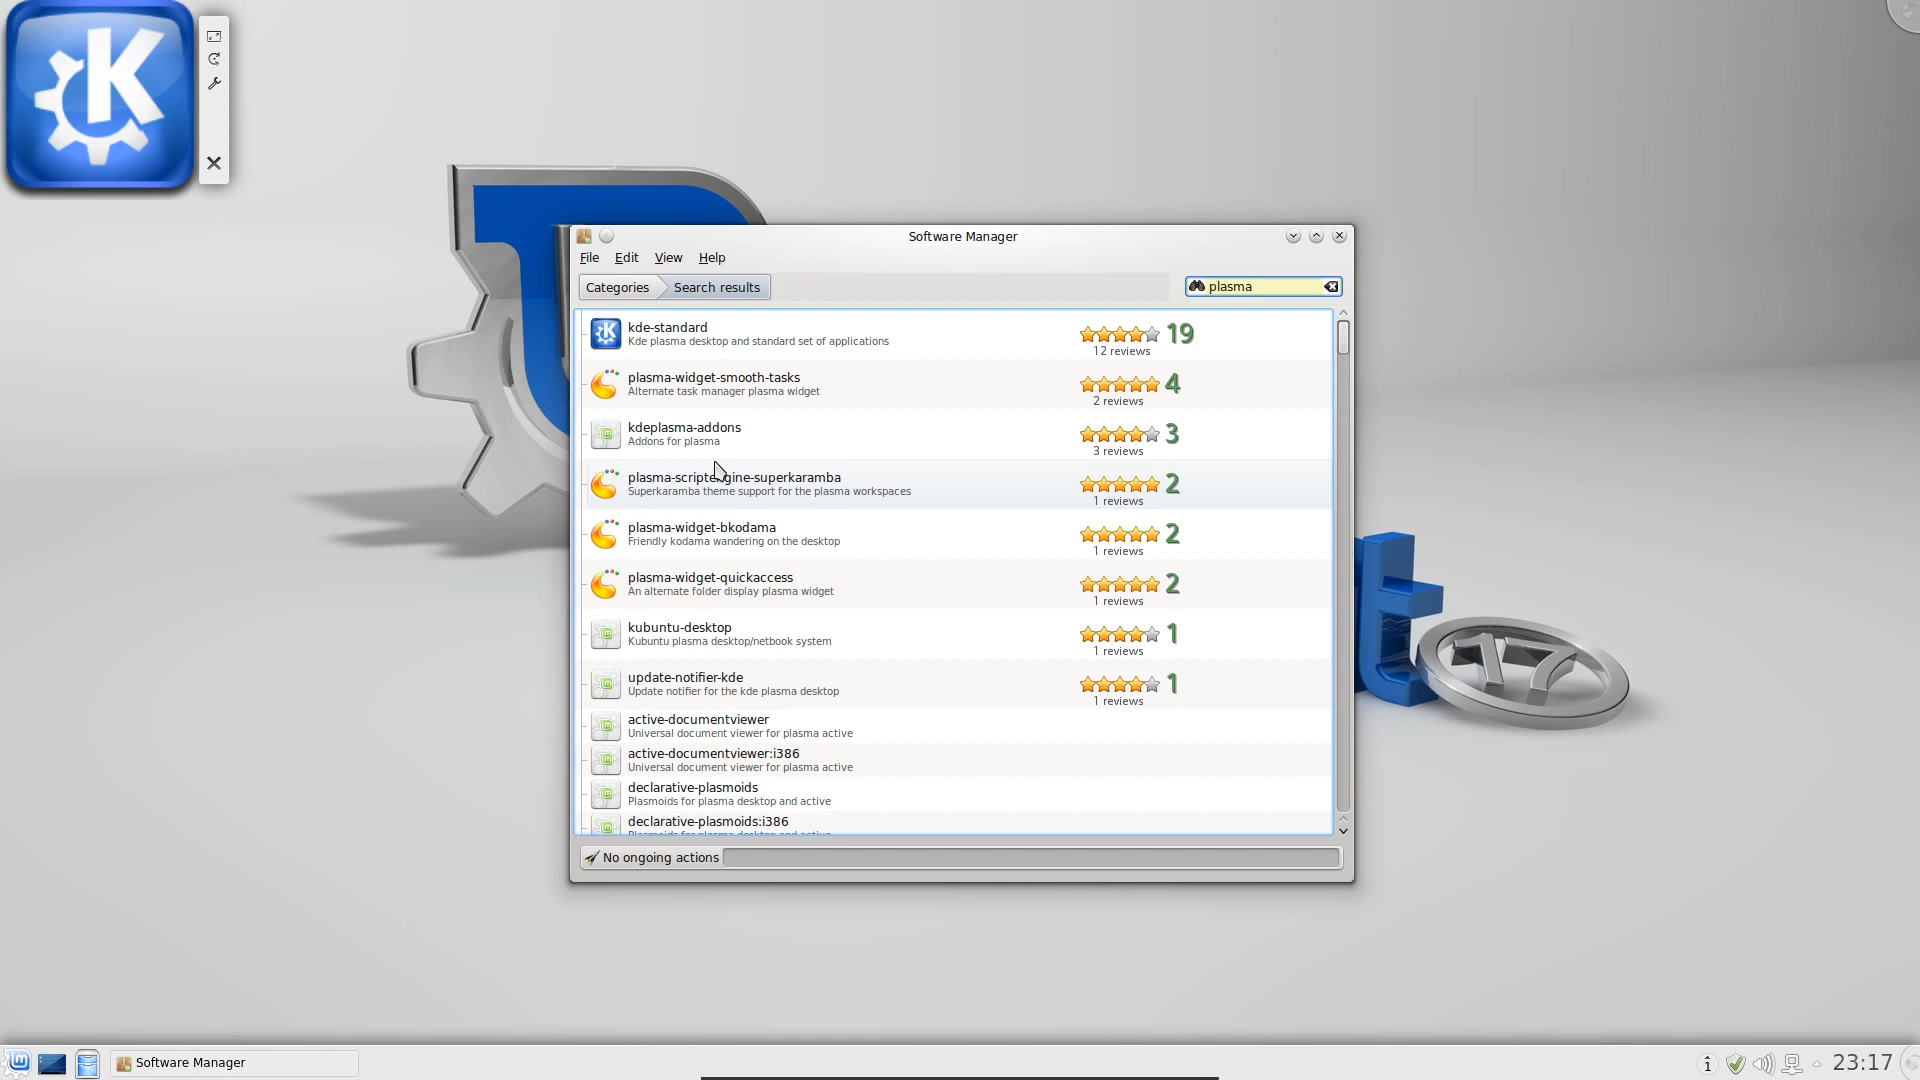 K
Software Manager
File Edit View Help
Categories Search results plasma
kde-standard
Kde plasma desktop and standard set of applications
19
12 reviews
plasma-widget-smooth-tasks
Alternate task manager plasma widget
4
2 reviews
kdeplasma-addons
Addons for plasma
3
3 reviews
plasma-scriptengine-superkaramba
Superkaramba theme support for the plasma workspaces
2
1 reviews
plasma-widget-bkodama
Friendly kodama wandering on the desktop
2
1 reviews
plasma-widget-quickaccess
An alternate folder display plasma widget
2
1 reviews
kubuntu-desktop
Kubuntu plasma desktop/netbook system
1
1 reviews
update-notifier-kde
Update notifier for the kde plasma desktop
1
1 reviews
active-documentviewer
Universal document viewer for plasma active
active-documentviewer:i386
Universal document viewer for plasma active
declarative-plasmoids
Plasmoids for plasma desktop and active
declarative-plasmoids:i386
Plasmoids for plasma desktop and active
No ongoing actions
t
17
Software Manager
23:17